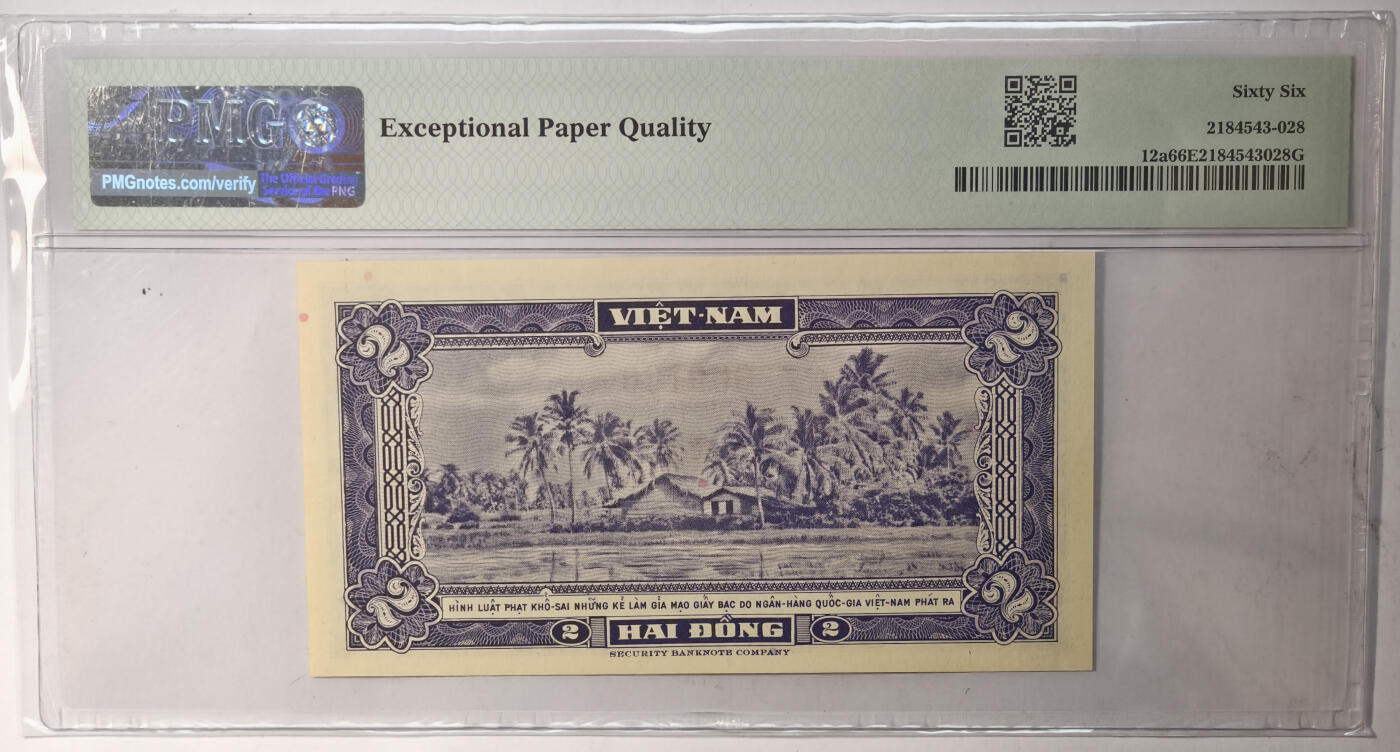 PMG
PMGnotes.com/verify
The Official Grading
Service of the PNG
Exceptional Paper Quality
Sixty Six
2184543-028
12a66E2184543028G
VIỆT-NAM
2 2
2 2
HÌNH LUẬT PHẠT KHỔ-SAI NHỮNG KẺ LÀM GIẢ MẠO GIẤY BẠC DO NGÂN-HÀNG QUỐC-GIA VIỆT-NAM PHÁT RA
2 HAI ĐỒNG 2
SECURITY BANKNOTE COMPANY